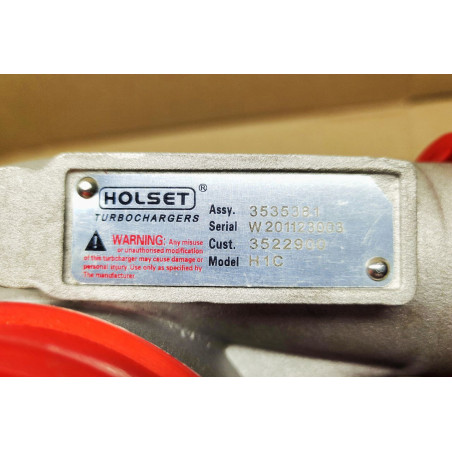 HOLSET®
TURBOCHARGERS
WARNING: Any misuse
or unauthorised modification
of this turbocharger may cause damage or
personal injury. Use only as specified by
The manufacturer.
Assy.
Serial
Cust.
Model H1C